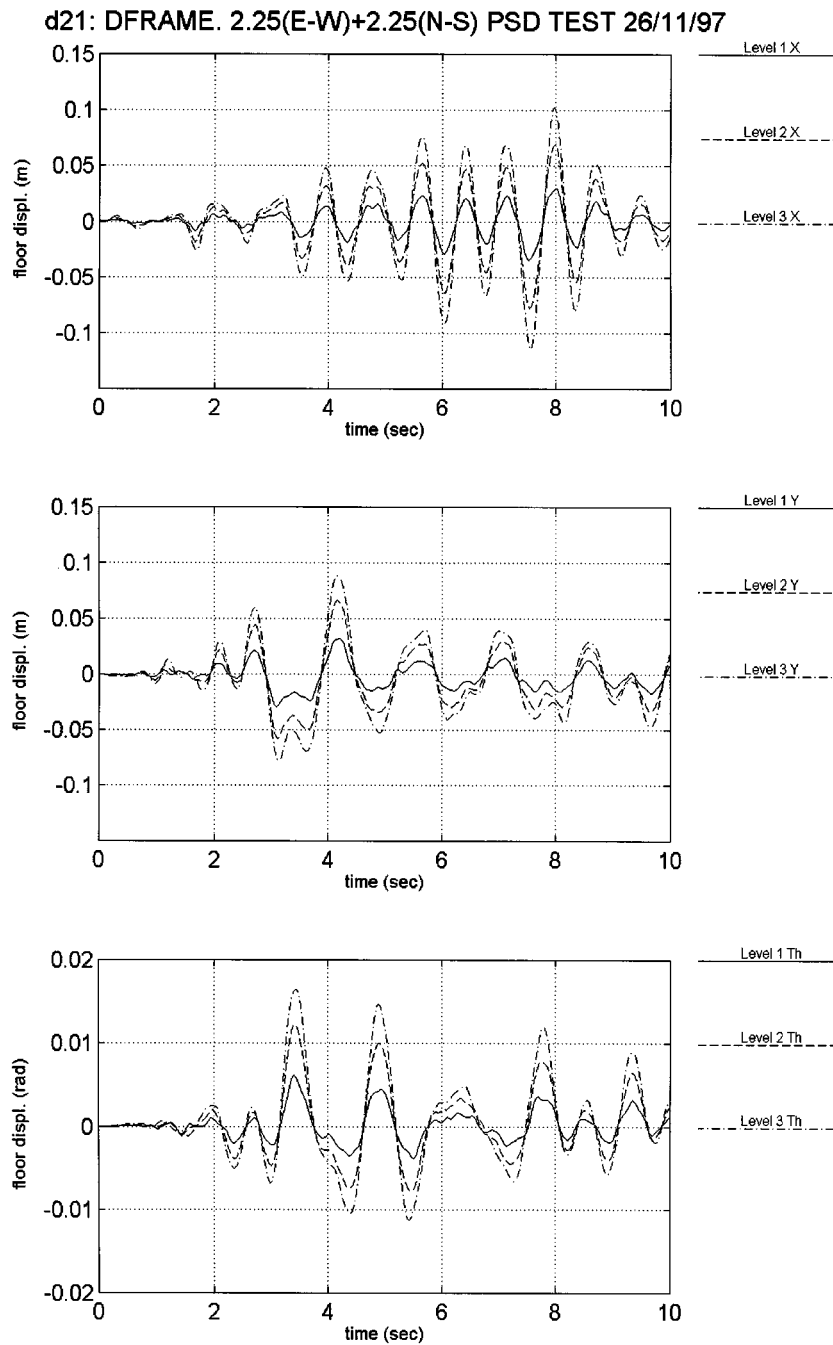 d21: DFRAME. 2.25(E-W)+2.25(N-S) PSD TEST 26/11/97
0.15
0.1
0.05
0
-0.05
-0.1
floor displ. (m)
0 2 4 6 8 10
time (sec)
Level 1 X
Level 2 X
Level 3 X
0.15
0.1
0.05
0
-0.05
-0.1
floor displ. (m)
0 2 4 6 8 10
time (sec)
Level 1 Y
Level 2 Y
Level 3 Y
0.02
0.01
0
-0.01
-0.02
floor displ. (rad)
0 2 4 6 8 10
time (sec)
Level 1 Th
Level 2 Th
Level 3 Th